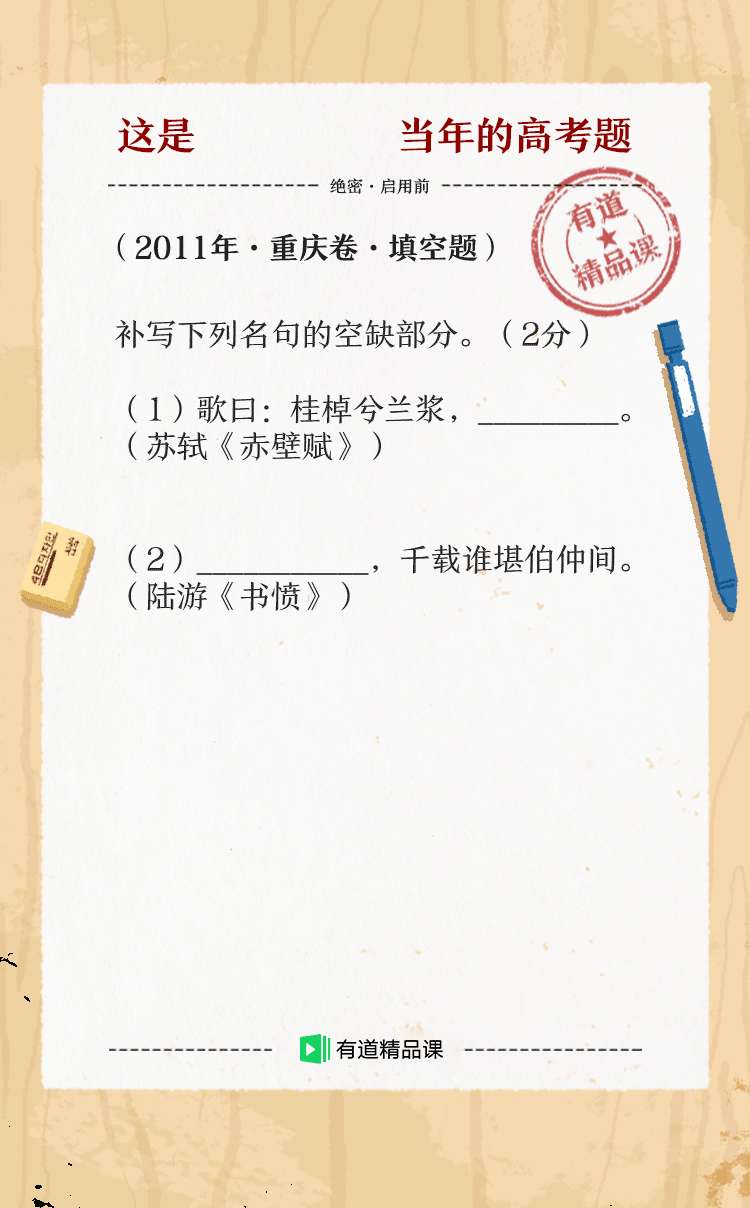 这是 当年的高考题
绝密·启用前
有道
精品课
（2011年·重庆卷·填空题）
补写下列名句的空缺部分。（2分）
（1）歌曰：桂棹兮兰浆，_________。
（苏轼《赤壁赋》）
（2）___________，千载谁堪伯仲间。
（陆游《书愤》）
有道精品课